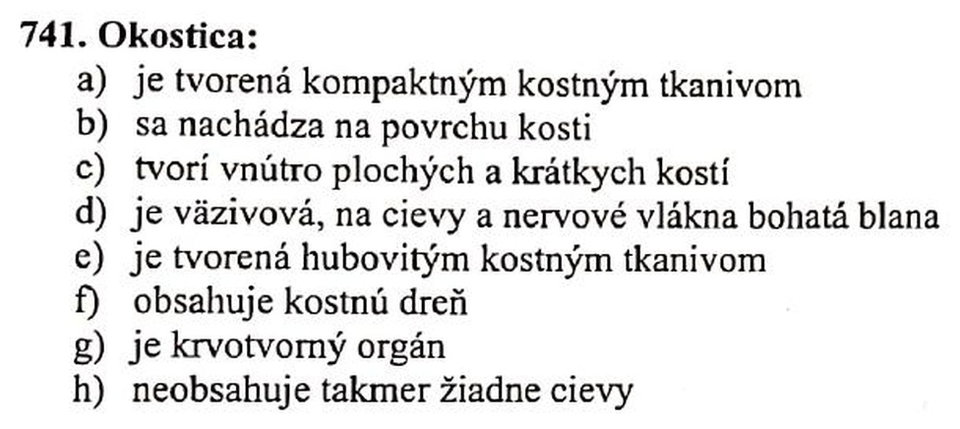 741. Okostica:
a) je tvorená kompaktným kostným tkanivom
b) sa nachádza na povrchu kosti
c) tvorí vnútro plochých a krátkych kostí
d) je väzivová, na cievy a nervové vlákna bohatá blana
e) je tvorená hubovitým kostným tkanivom
f) obsahuje kostnú dreň
g) je krvotvorný orgán
h) neobsahuje takmer žiadne cievy